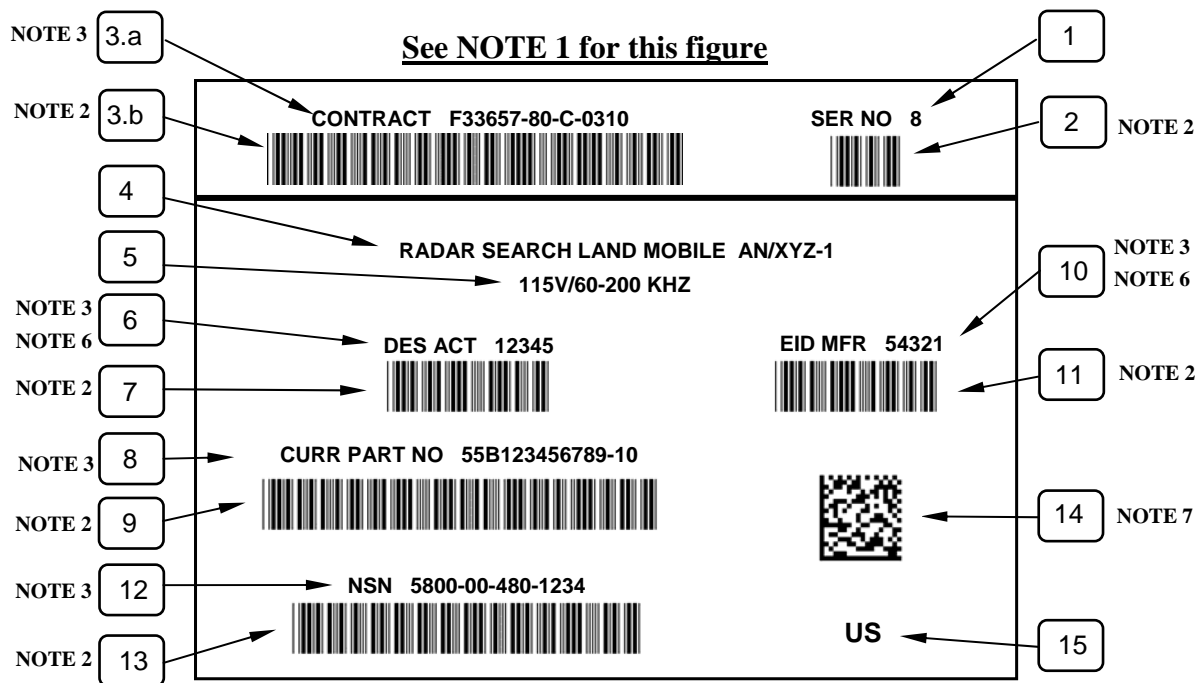 See NOTE 1 for this figure
NOTE 3 3.a
NOTE 2 3.b
1
2 NOTE 2
CONTRACT F33657-80-C-0310
SER NO 8
4
RADAR SEARCH LAND MOBILE AN/XYZ-1
5
115V/60-200 KHZ
NOTE 3
NOTE 6
6
10
NOTE 3
NOTE 6
DES ACT 12345
EID MFR 54321
NOTE 2 7
11 NOTE 2
NOTE 3 8
CURR PART NO 55B123456789-10
NOTE 2 9
14 NOTE 7
NOTE 3 12
NSN 5800-00-480-1234
NOTE 2 13
US
15